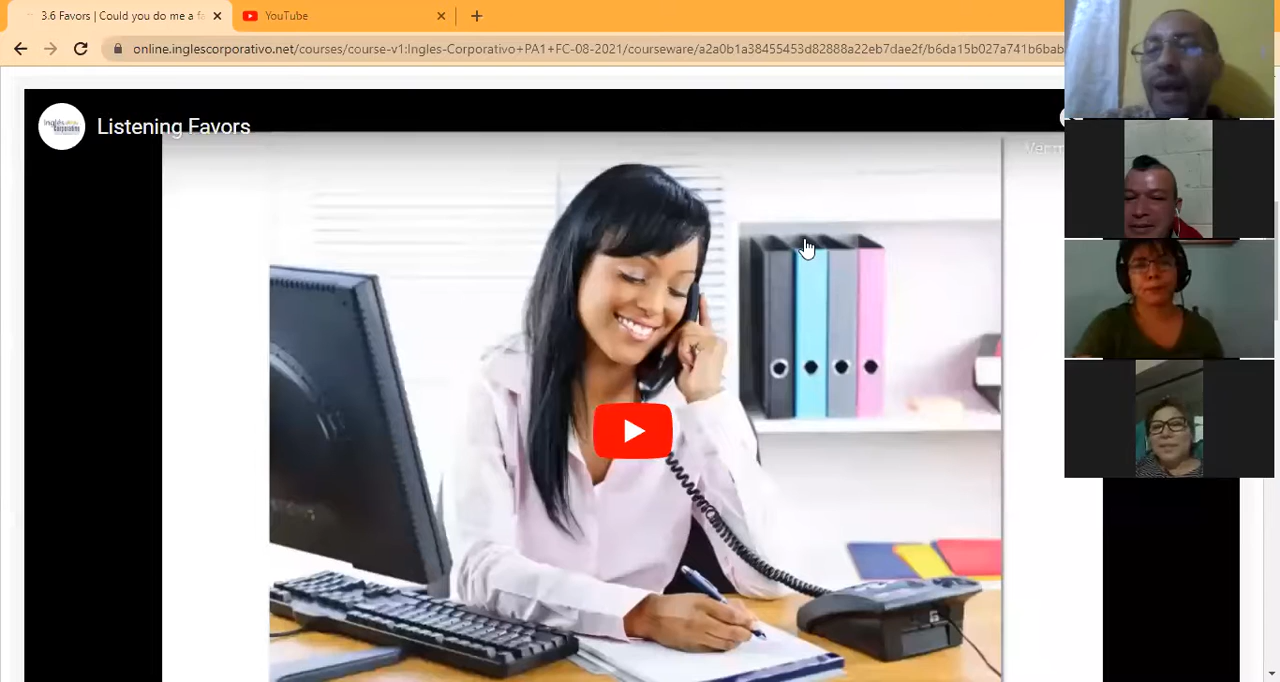 3.6 Favors | Could you do me a fa
YouTube
online.inglescorporativo.net/courses/course-v1:Ingles-Corporativo+PA1+FC-08-2021/courseware/a2a0b1a38455453d82888a22eb7dae2f/b6da15b027a741b6bab
Listening Favors